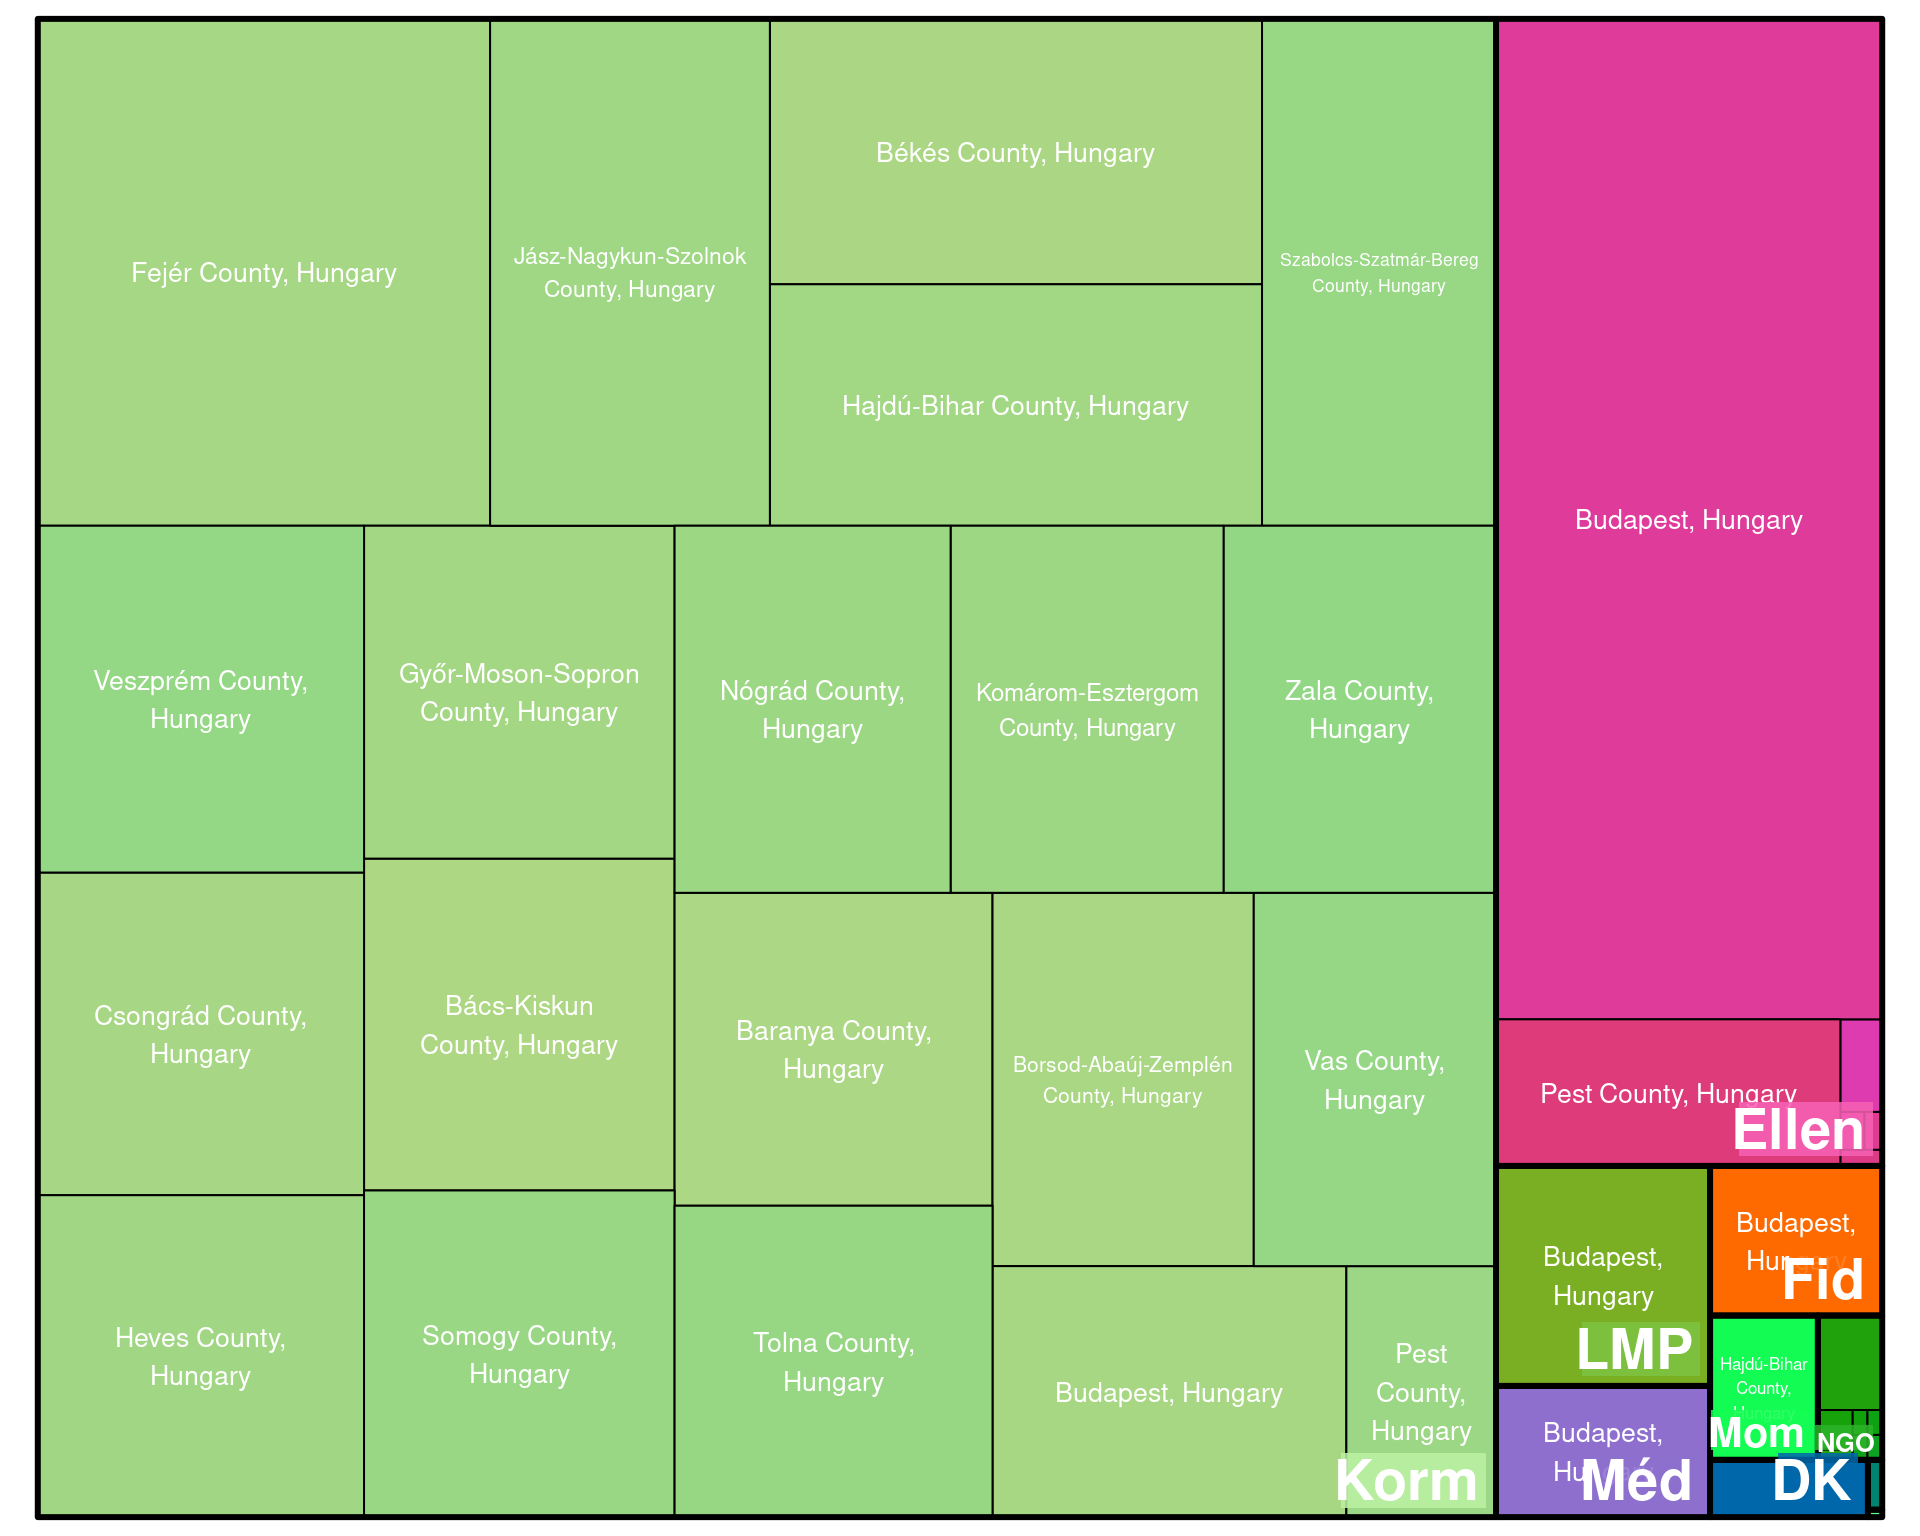 Fejér County, Hungary
Jász-Nagykun-Szolnok
County, Hungary
Békés County, Hungary
Hajdú-Bihar County, Hungary
Szabolcs-Szatmár-Bereg
County, Hungary
Veszprém County,
Hungary
Győr-Moson-Sopron
County, Hungary
Nógrád County,
Hungary
Komárom-Esztergom
County, Hungary
Zala County,
Hungary
Csongrád County,
Hungary
Bács-Kiskun
County, Hungary
Baranya County,
Hungary
Borsod-Abaúj-Zemplén
County, Hungary
Vas County,
Hungary
Heves County,
Hungary
Somogy County,
Hungary
Tolna County,
Hungary
Budapest, Hungary
Pest
County,
Hungary
Korm
Budapest, Hungary
Pest County, Hungary
Ellen
Budapest,
Hungary
LMP
Budapest,
Hungary
Fid
Budapest,
Hungary
Méd
Hajdú-Bihar
County,
Hungary
Mom
NGO
DK